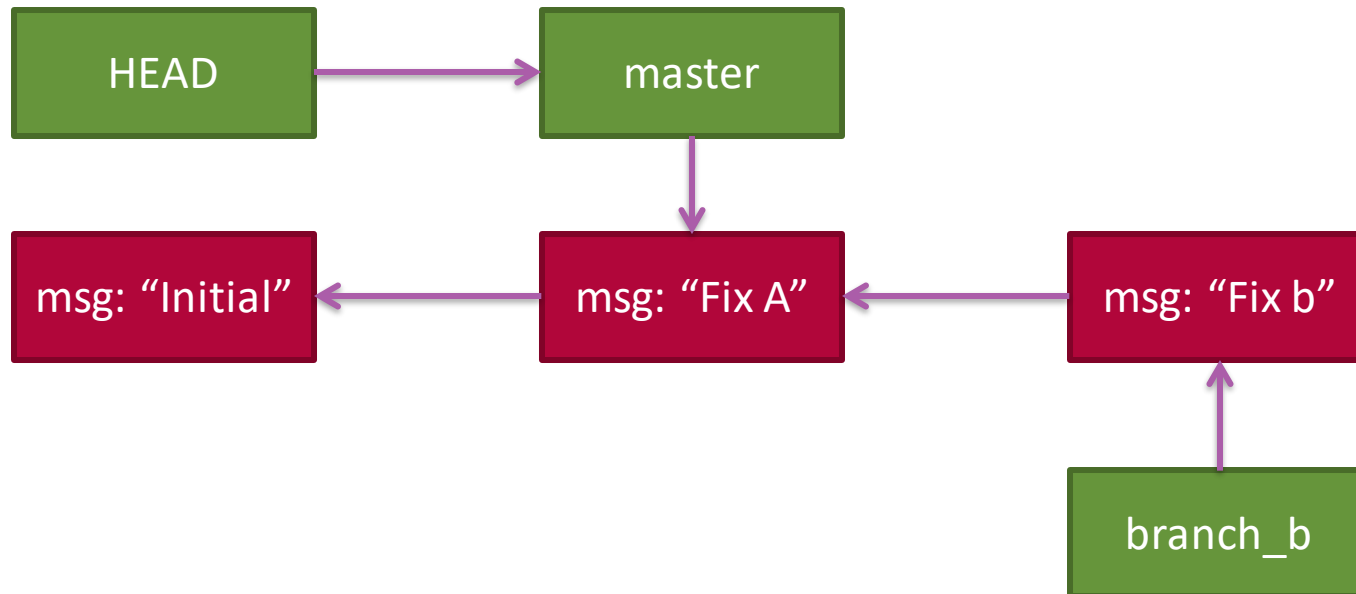 HEAD
master
msg: “Initial”
msg: “Fix A”
msg: “Fix b”
branch_b